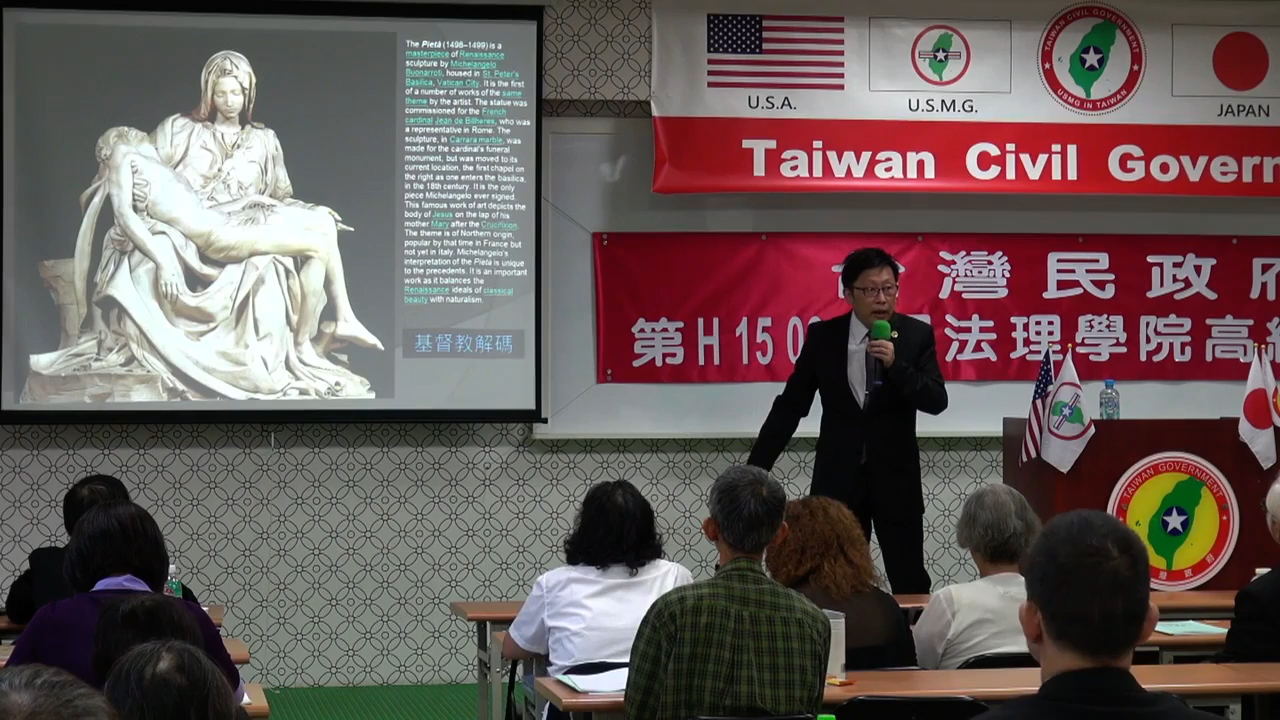 The Pietà (1498–1499) is a
masterpiece of Renaissance
sculpture by Michelangelo
Buonarroti, housed in St. Peter's
Basilica, Vatican City. It is the first
of a number of works of the same
theme by the artist. The statue was
commissioned for the French
cardinal Jean de Bilheres, who was
a representative in Rome. The
sculpture, in Carrara marble, was
made for the cardinal's funeral
monument, but was moved to its
current location, the first chapel on
the right as one enters the basilica,
in the 18th century. It is the only
piece Michelangelo ever signed.
This famous work of art depicts the
body of Jesus on the lap of his
mother Mary after the Crucifixion.
The theme is of Northern origin,
popular by that time in France but
not yet in Italy. Michelangelo's
interpretation of the Pietà is unique
to the precedents. It is an important
work as it balances the
Renaissance ideals of classical
beauty with naturalism.
基督教解碼
U.S.A.
U.S.M.G.
TAIWAN CIVIL GOVERNMENT
USMG IN TAIWAN
JAPAN
Taiwan Civil Govern
灣民政府
第H 15 0
法理學院高
TAIWAN GOVERNMENT
政府